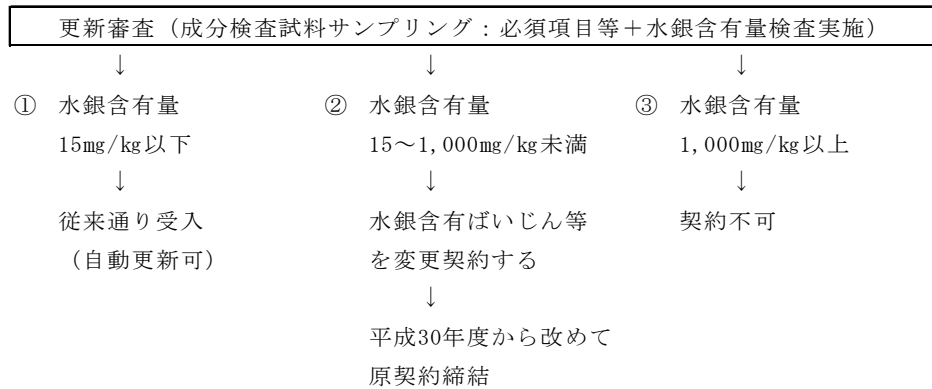 更新審査（成分検査試料サンプリング：必須項目等＋水銀含有量検査実施）
↓ ↓ ↓
① 水銀含有量 ② 水銀含有量 ③ 水銀含有量
15㎎/㎏以下 15～1,000㎎/㎏未満 1,000㎎/㎏以上
↓ ↓ ↓
従来通り受入 水銀含有ばいじん等 契約不可
（自動更新可） を変更契約する
↓
平成30年度から改めて
原契約締結